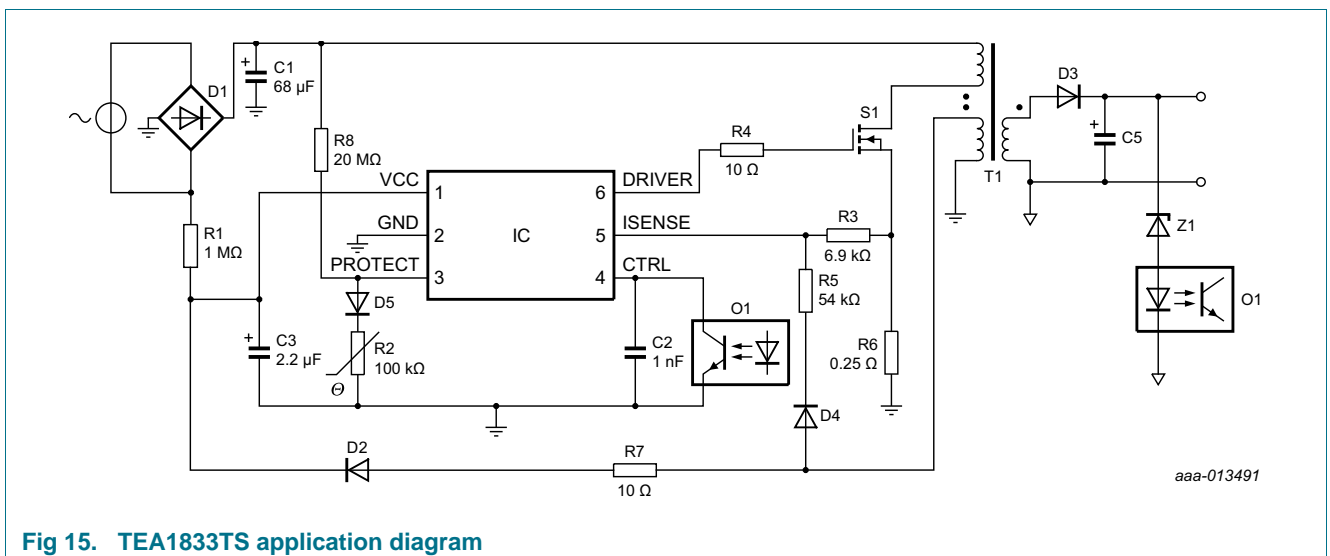 D1
C1
68 µF
R8
20 MΩ
R1
1 MΩ
VCC
1
GND
2
PROTECT
3
IC
6
DRIVER
5
ISENSE
4
CTRL
R4
10 Ω
S1
T1
D3
C5
Z1
O1
R3
6.9 kΩ
R5
54 kΩ
R6
0.25 Ω
D5
R2
100 kΩ
Θ
C3
2.2 µF
C2
1 nF
O1
D4
D2
R7
10 Ω
aaa-013491
Fig 15. TEA1833TS application diagram